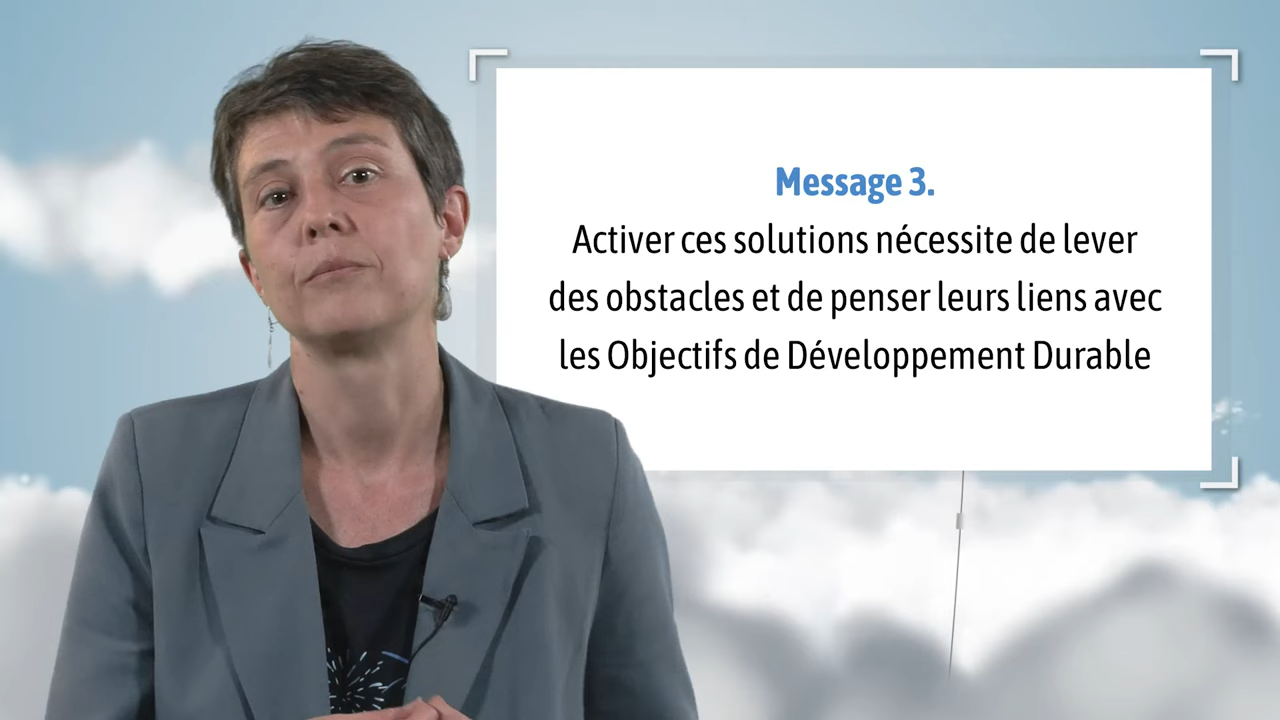 Message 3.
Activer ces solutions nécessite de lever
des obstacles et de penser leurs liens avec
les Objectifs de Développement Durable